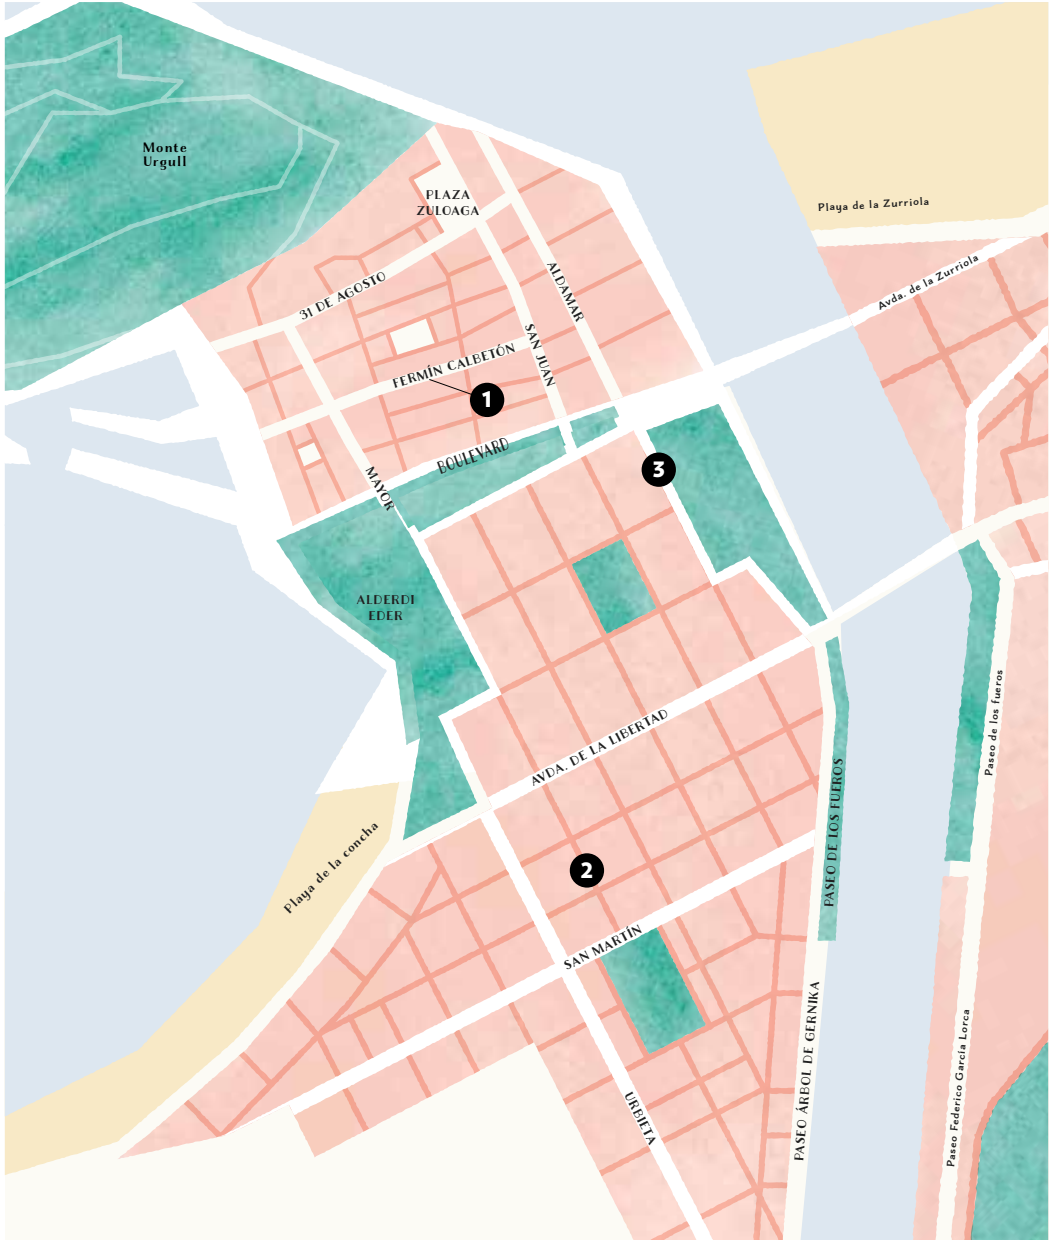 Monte
Urgull
PLAZA
ZULOAGA
Playa de la Zurriola
Avda. de la Zurriola
31 DE AGOSTO
ALDAMAR
SAN JUAN
FERMÍN CALBETÓN
1
BOULEVARD
MAYOR
3
ALDERDI
EDER
AVDA. DE LA LIBERTAD
Paseo de los fueros
PASEO DE LOS FUEROS
Playa de la concha
2
SAN MARTÍN
URBIETA
PASEO ÁRBOL DE GERNIKA
Paseo Federico García Lorca